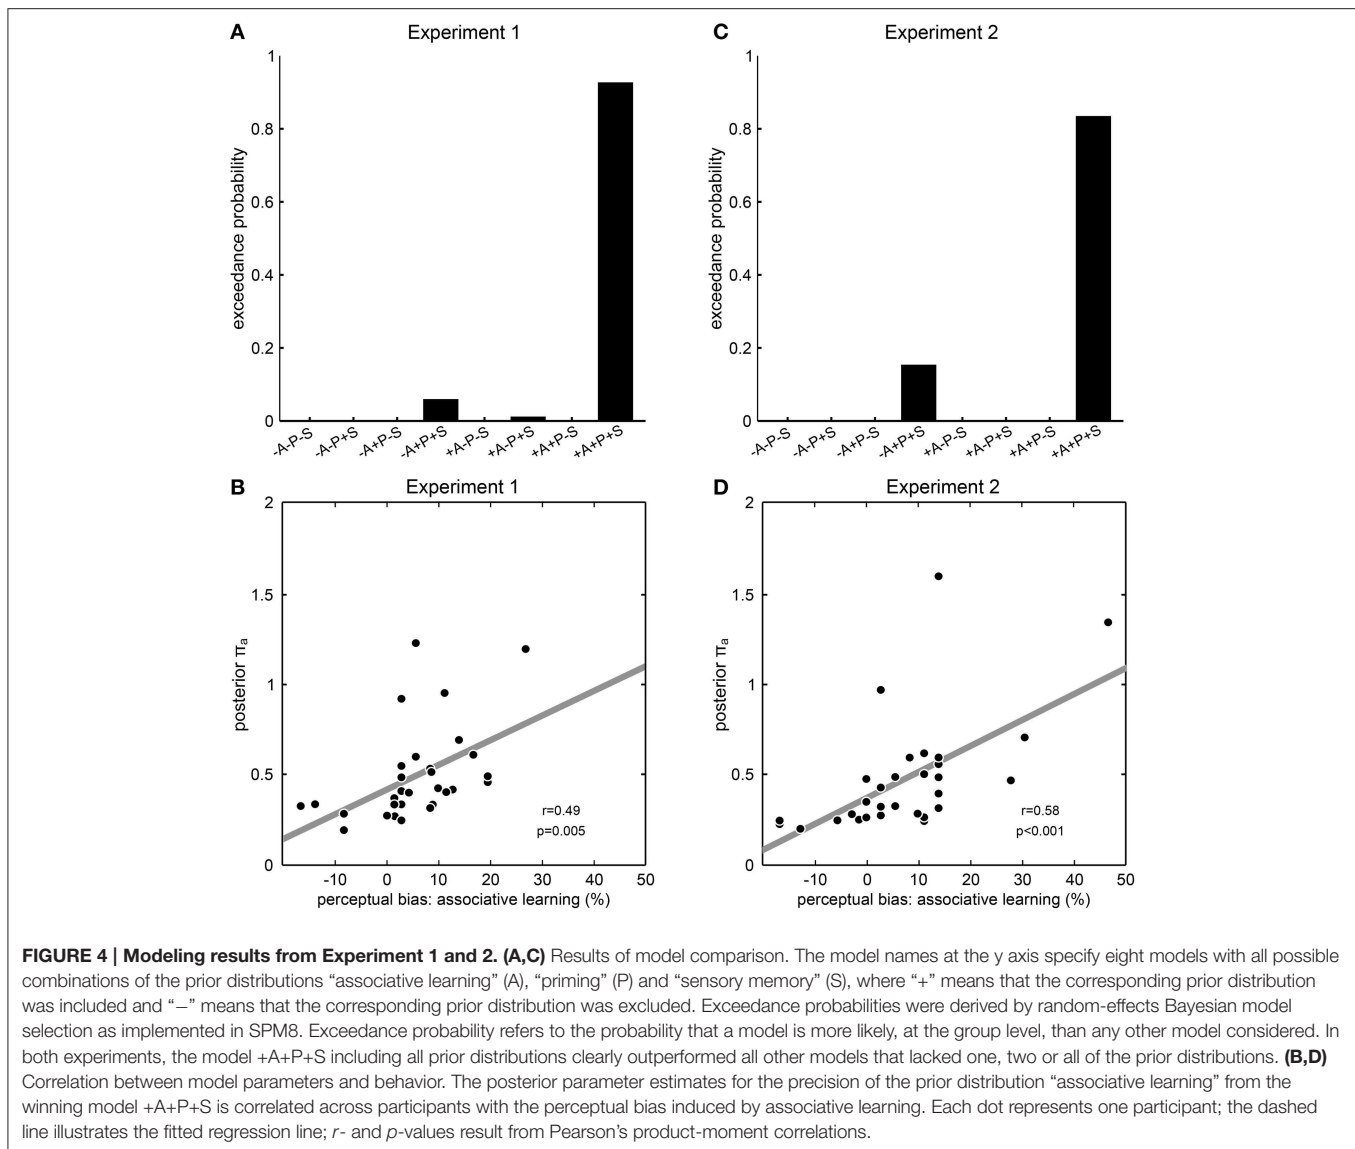 A
Experiment 1
exceedance probability
1
0.8
0.6
0.4
0.2
0
-A-P-S
-A-P+S
-A+P-S
-A+P+S
+A-P-S
+A-P+S
+A+P-S
+A+P+S
C
Experiment 2
exceedance probability
1
0.8
0.6
0.4
0.2
0
-A-P-S
-A-P+S
-A+P-S
-A+P+S
+A-P-S
+A-P+S
+A+P-S
+A+P+S
B
Experiment 1
posterior πa
2
1.5
1
0.5
0
r=0.49
p=0.005
-10 0 10 20 30 40 50
perceptual bias: associative learning (%)
D
Experiment 2
posterior πa
2
1.5
1
0.5
0
r=0.58
p<0.001
-10 0 10 20 30 40 50
perceptual bias: associative learning (%)
FIGURE 4 | Modeling results from Experiment 1 and 2. (A,C) Results of model comparison. The model names at the y axis specify eight models with all possible
combinations of the prior distributions “associative learning” (A), “priming” (P) and “sensory memory” (S), where “+” means that the corresponding prior distribution
was included and “−” means that the corresponding prior distribution was excluded. Exceedance probabilities were derived by random-effects Bayesian model
selection as implemented in SPM8. Exceedance probability refers to the probability that a model is more likely, at the group level, than any other model considered. In
both experiments, the model +A+P+S including all prior distributions clearly outperformed all other models that lacked one, two or all of the prior distributions. (B,D)
Correlation between model parameters and behavior. The posterior parameter estimates for the precision of the prior distribution “associative learning” from the
winning model +A+P+S is correlated across participants with the perceptual bias induced by associative learning. Each dot represents one participant; the dashed
line illustrates the fitted regression line; r- and p-values result from Pearson’s product-moment correlations.